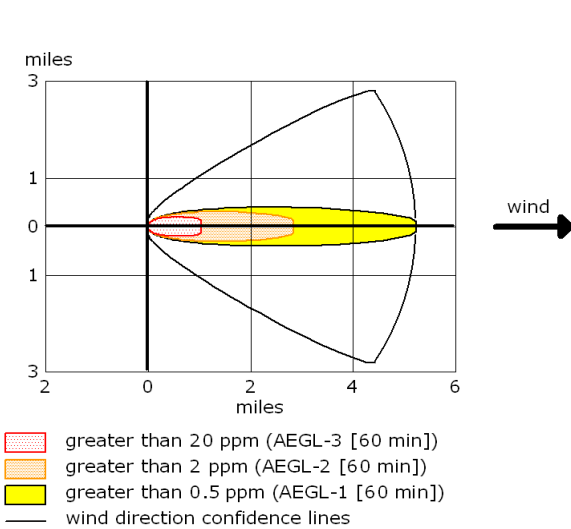 miles
3
1
0
1
3
2 0 2 4 6
miles
wind
greater than 20 ppm (AEGL-3 [60 min])
greater than 2 ppm (AEGL-2 [60 min])
greater than 0.5 ppm (AEGL-1 [60 min])
wind direction confidence lines